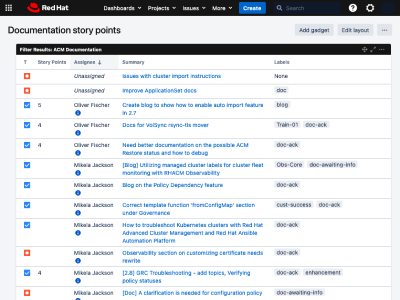 Red Hat Dashboards Projects Issues More Create Search
Documentation story points Add gadget Edit layout ...
Filter Results: ACM Documentation
T Story Points Assignee ↓ Summary Labels
Unassigned Issues with cluster import instructions None
Unassigned Improve ApplicationSet docs doc
5 Oliver Fischer Create blog to show how to enable auto import feature in 2.7 blog
4 Oliver Fischer Docs for VolSync rsync-tls mover Train-01 doc-ack
4 Oliver Fischer Need better documentation on the possible ACM
Restore status and how to debug doc-ack
Mikela Jackson [Blog] Utilizing managed cluster labels for cluster fleet
monitoring with RHACM Observability Obs-Core doc-awaiting-info
Mikela Jackson Blog on the Policy Dependency feature doc-ack
Mikela Jackson Correct template function 'fromConfigMap' section
under Governance cust-success doc-ack
Mikela Jackson How to troubleshoot Kubernetes clusters with Red Hat
Advanced Cluster Management and Red Hat Ansible
Automation Platform doc-ack
Mikela Jackson Observability section on customizing certificate needs
rewrite doc-ack
4 Mikela Jackson [2.8] GRC Troubleshooting - add topics, Verifying
policy statuses doc-ack enhancement
Mikela Jackson [Doc] A clarification is needed for configuration policy doc-awaiting-info